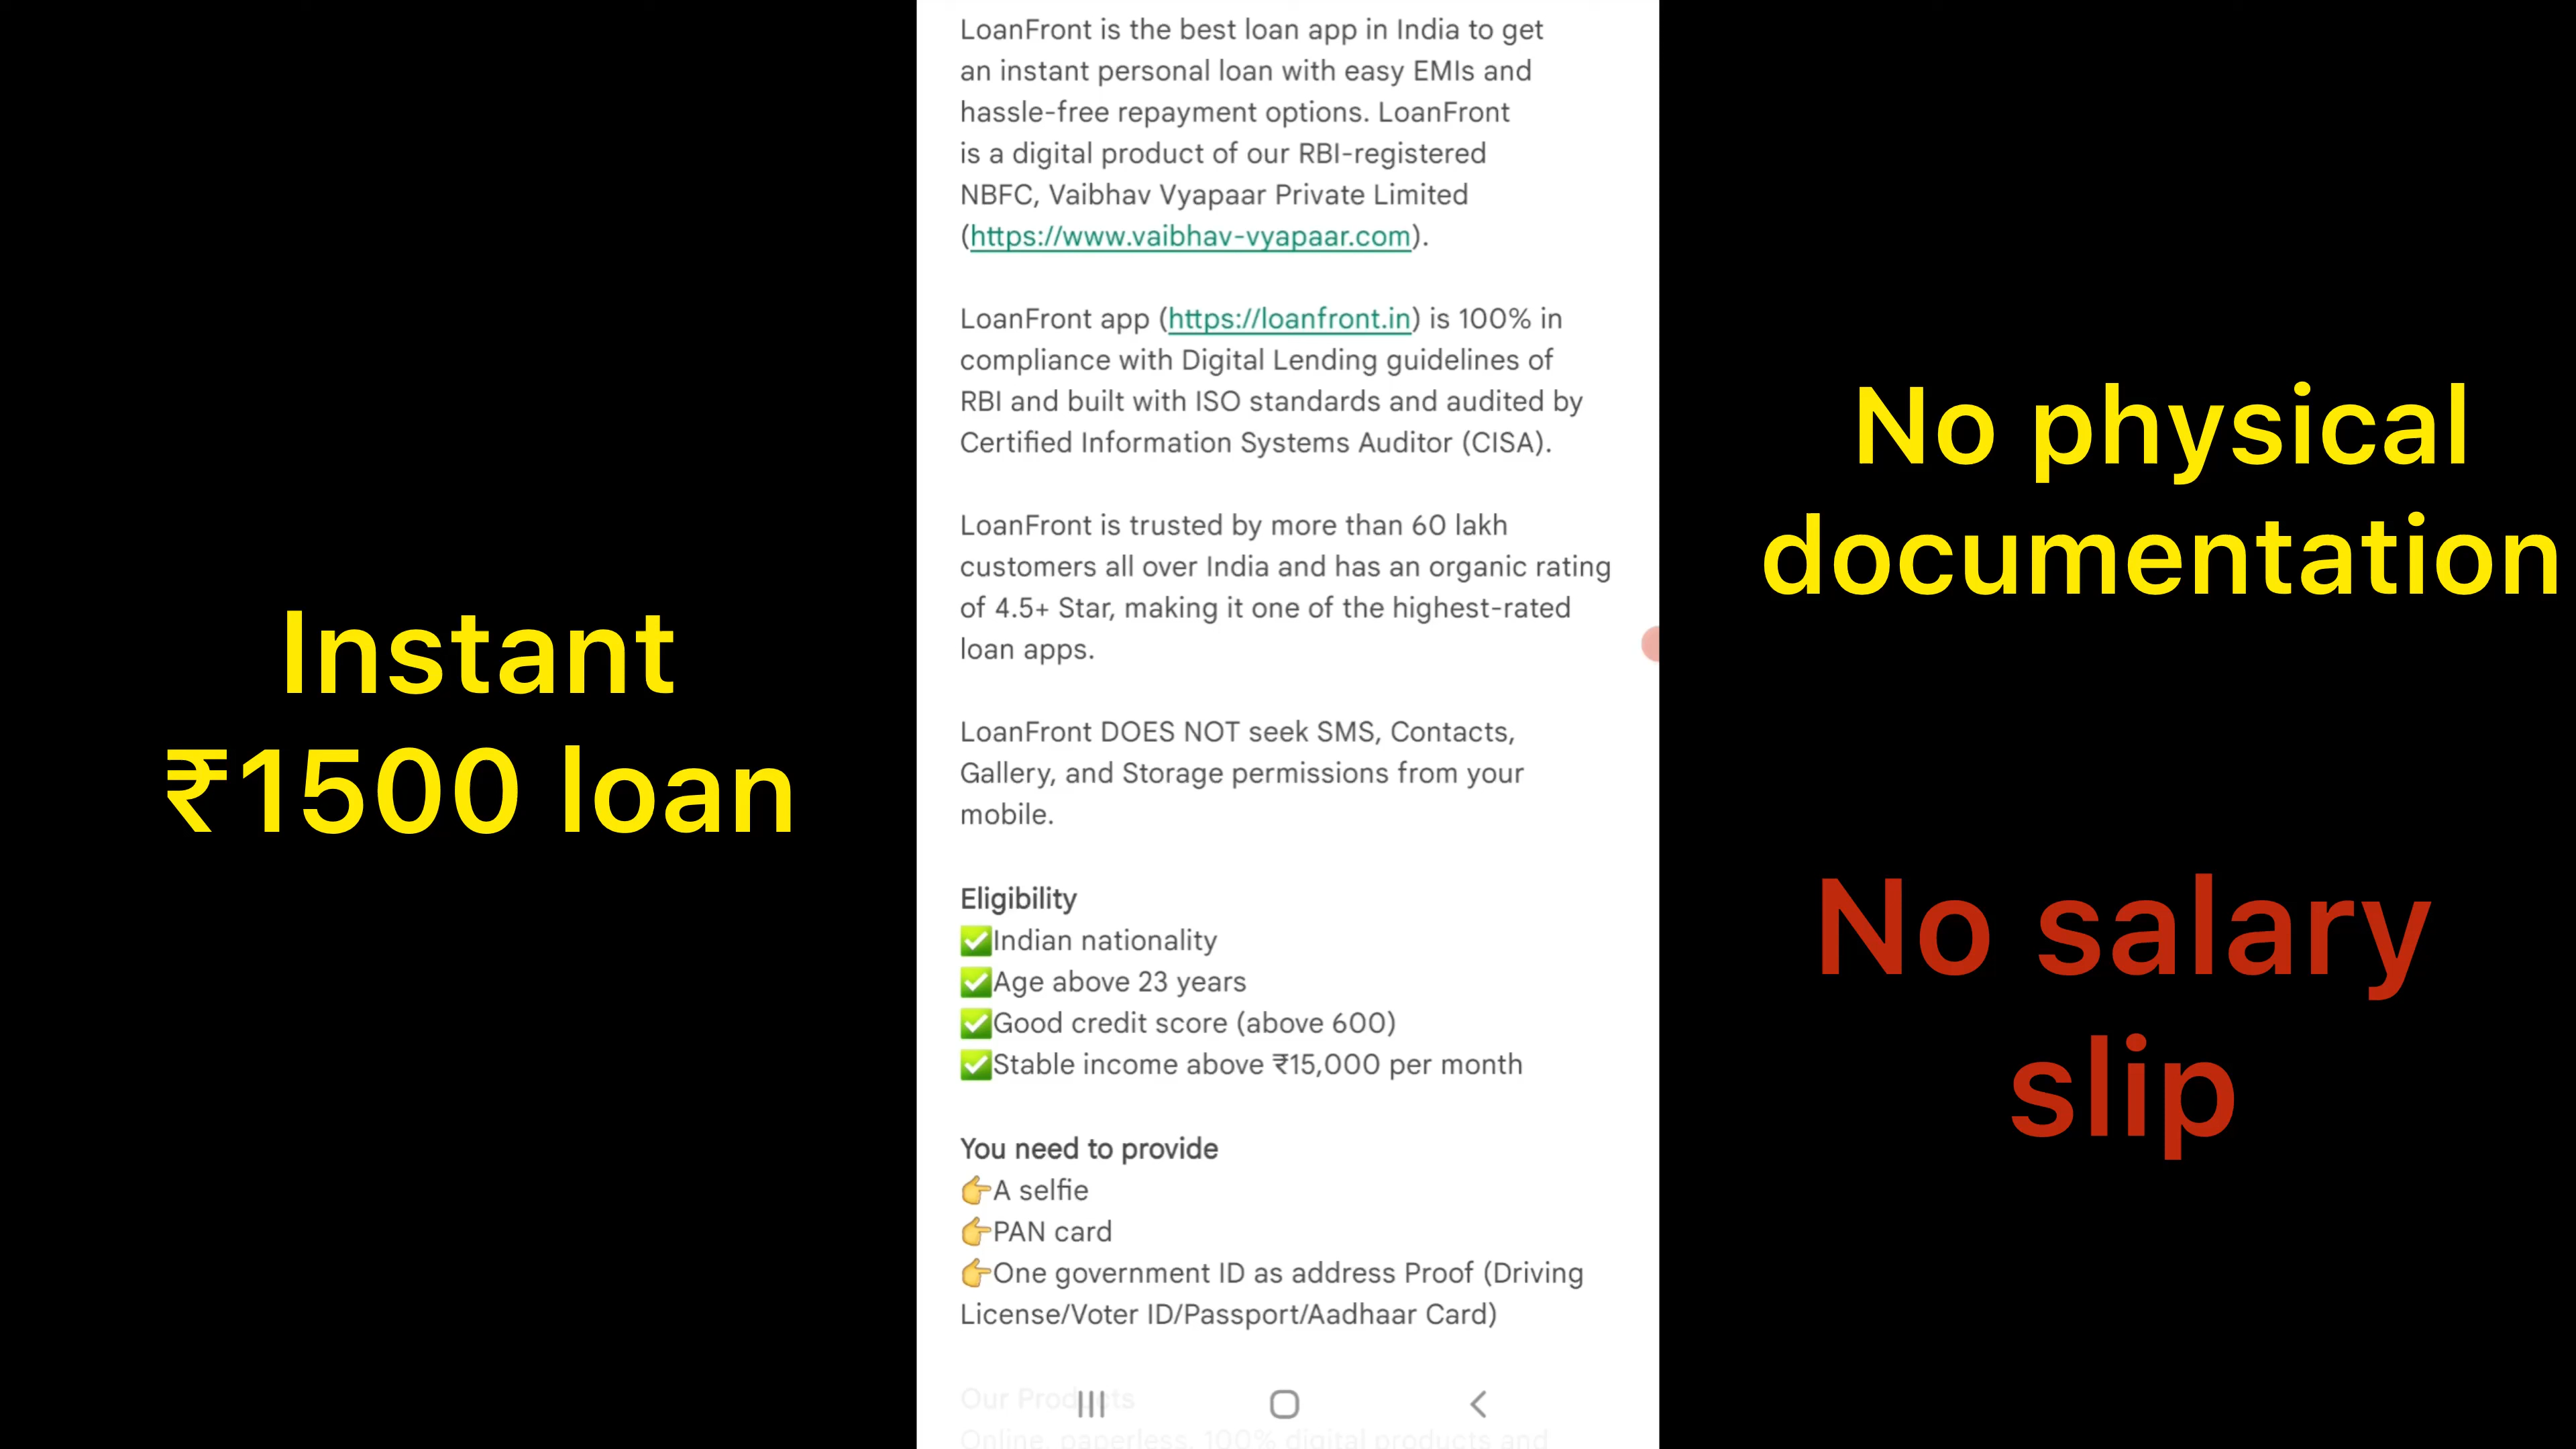 Instant
₹1500 loan
LoanFront is the best loan app in India to get
an instant personal loan with easy EMIs and
hassle-free repayment options. LoanFront
is a digital product of our RBI-registered
NBFC, Vaibhav Vyapaar Private Limited
(https://www.vaibhav-vyapaar.com).
LoanFront app (https://loanfront.in) is 100% in
compliance with Digital Lending guidelines of
RBI and built with ISO standards and audited by
Certified Information Systems Auditor (CISA).
LoanFront is trusted by more than 60 lakh
customers all over India and has an organic rating
of 4.5+ Star, making it one of the highest-rated
loan apps.
LoanFront DOES NOT seek SMS, Contacts,
Gallery, and Storage permissions from your
mobile.
Eligibility
✅Indian nationality
✅Age above 23 years
✅Good credit score (above 600)
✅Stable income above ₹15,000 per month
You need to provide
👉A selfie
👉PAN card
👉One government ID as address Proof (Driving
License/Voter ID/Passport/Aadhaar Card)
Our Products
Online, paperless, 100% digital products and
No physical
documentation
No salary
slip